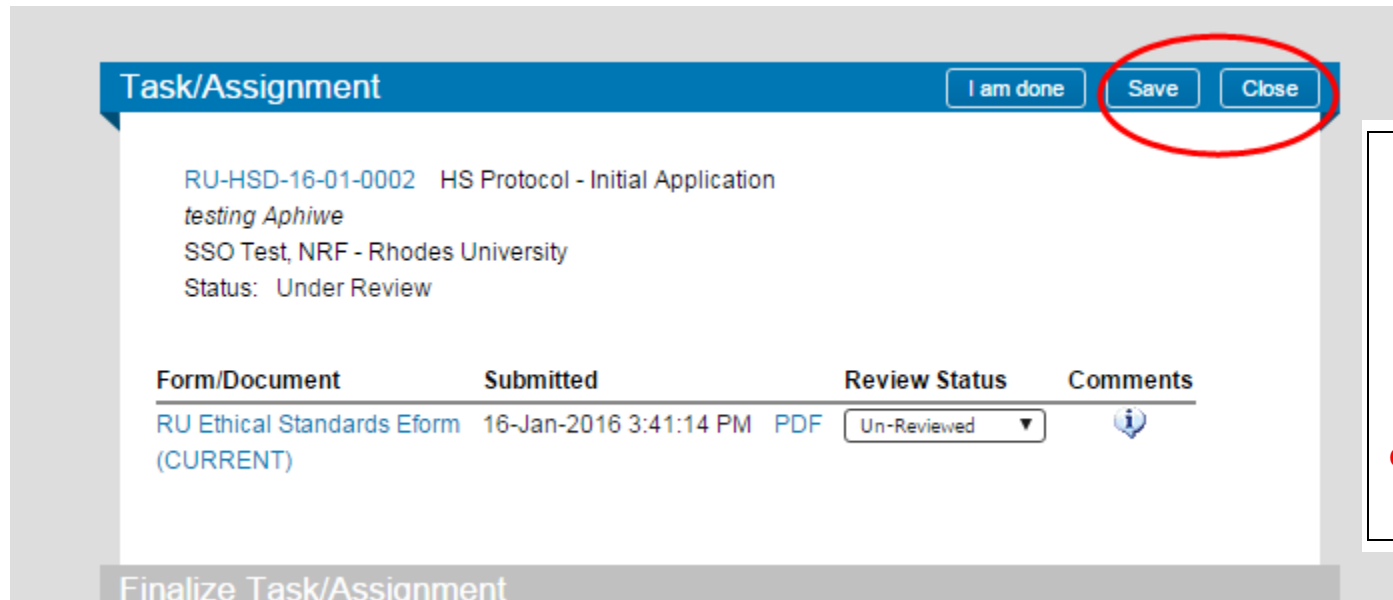 Task/Assignment I am done Save Close
RU-HSD-16-01-0002 HS Protocol - Initial Application
testing Aphiwe
SSO Test, NRF - Rhodes University
Status: Under Review
Form/Document Submitted Review Status Comments
RU Ethical Standards Eform 16-Jan-2016 3:41:14 PM PDF Un-Reviewed
(CURRENT)
Finalize Task/Assignment